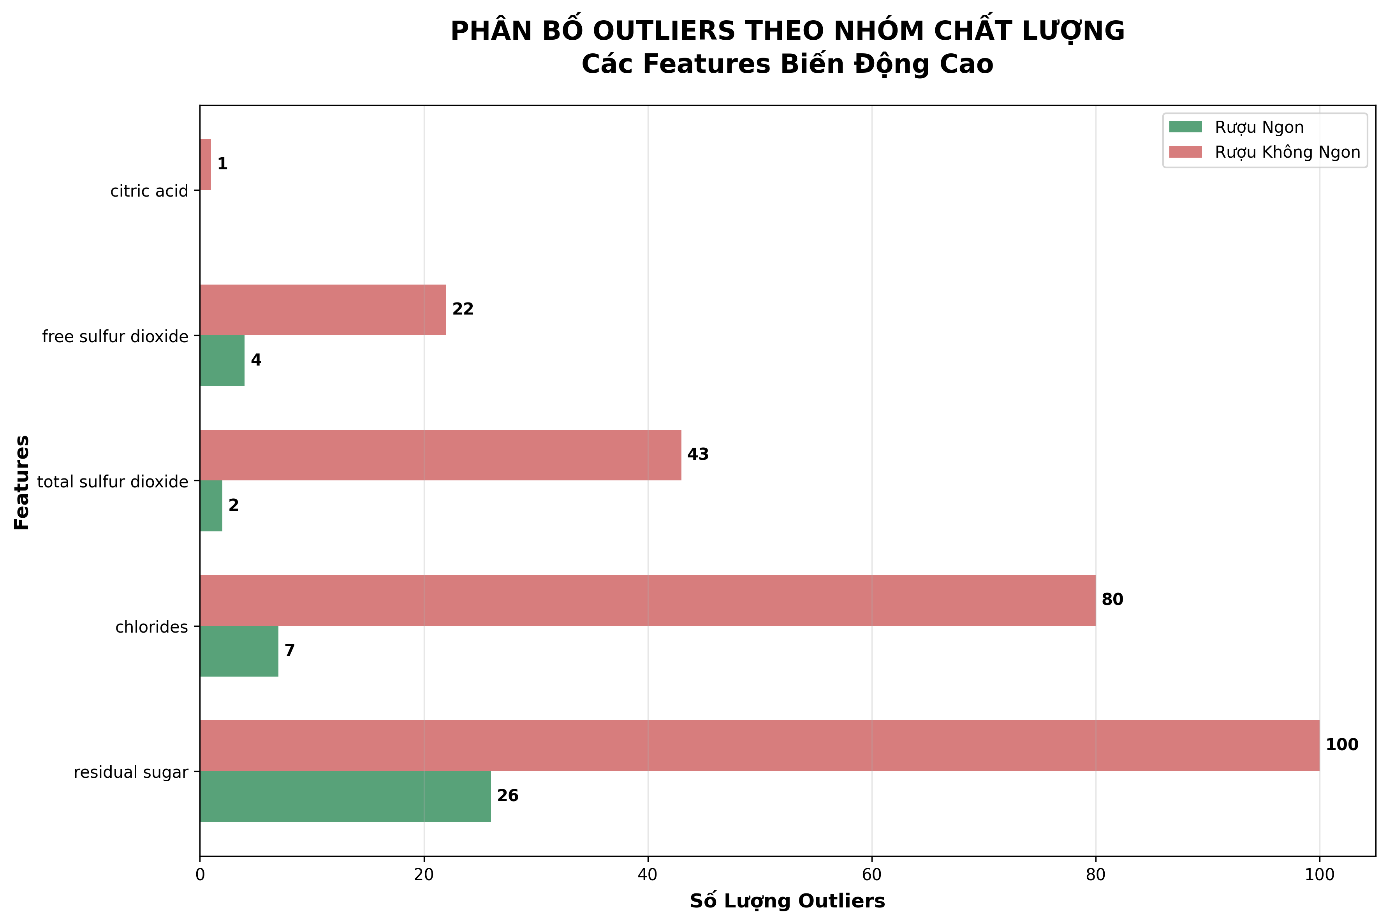 PHÂN BỐ OUTLIERS THEO NHÓM CHẤT LƯỢNG
Các Features Biến Động Cao
Rượu Ngon
Rượu Không Ngon
citric acid
1
free sulfur dioxide
22
4
total sulfur dioxide
43
2
chlorides
80
7
residual sugar
100
26
Features
0 20 40 60 80 100
Số Lượng Outliers